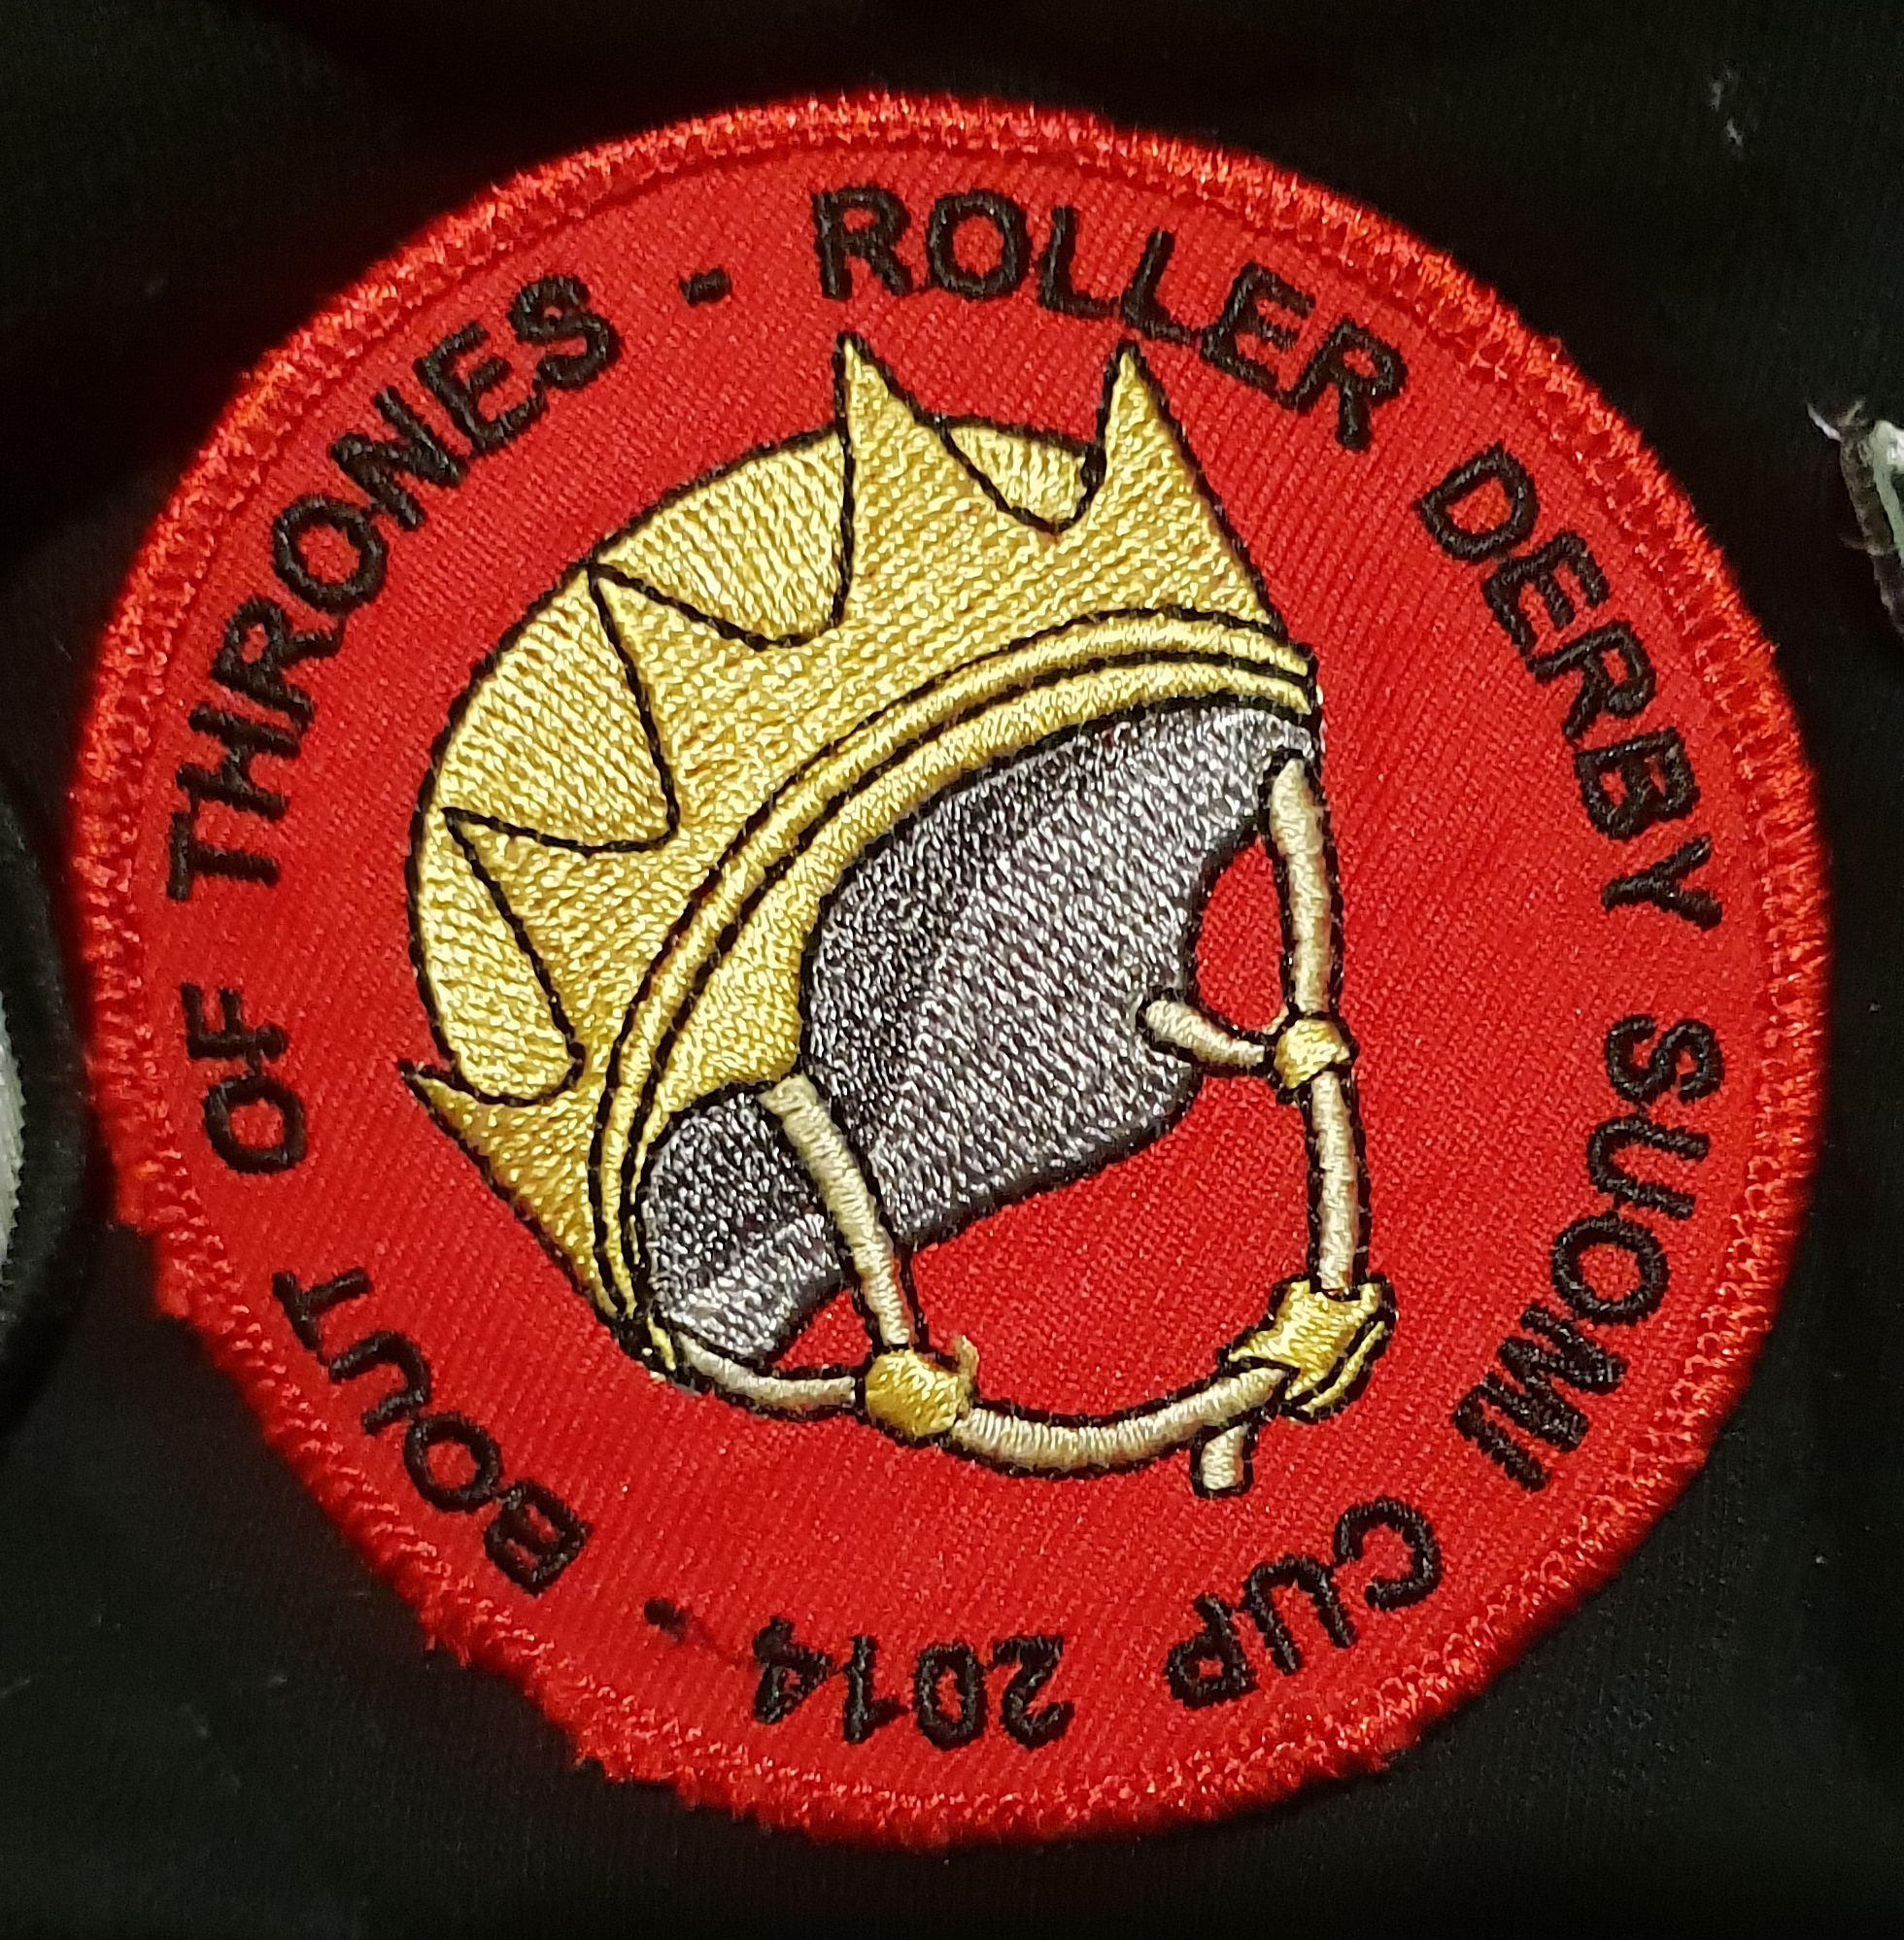 BOUT OF THRONES - ROLLER DERBY SUOMI CUP 2014 -